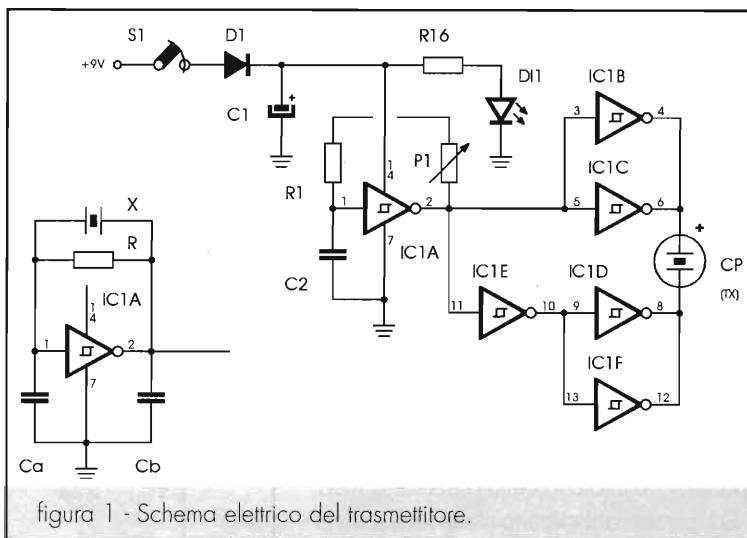 S1
D1
R16
+9V
DI1
IC1B
C1
+
3
4
P1
IC1C
R1
1
4
X
1
2
5
6
+
R
C2
7
IC1A
IC1E
IC1D
CP
(TX)
IC1A
1
4
11
10
9
8
1
2
IC1F
7
13
12
Ca
Cb
figura 1 - Schema elettrico del trasmettitore.